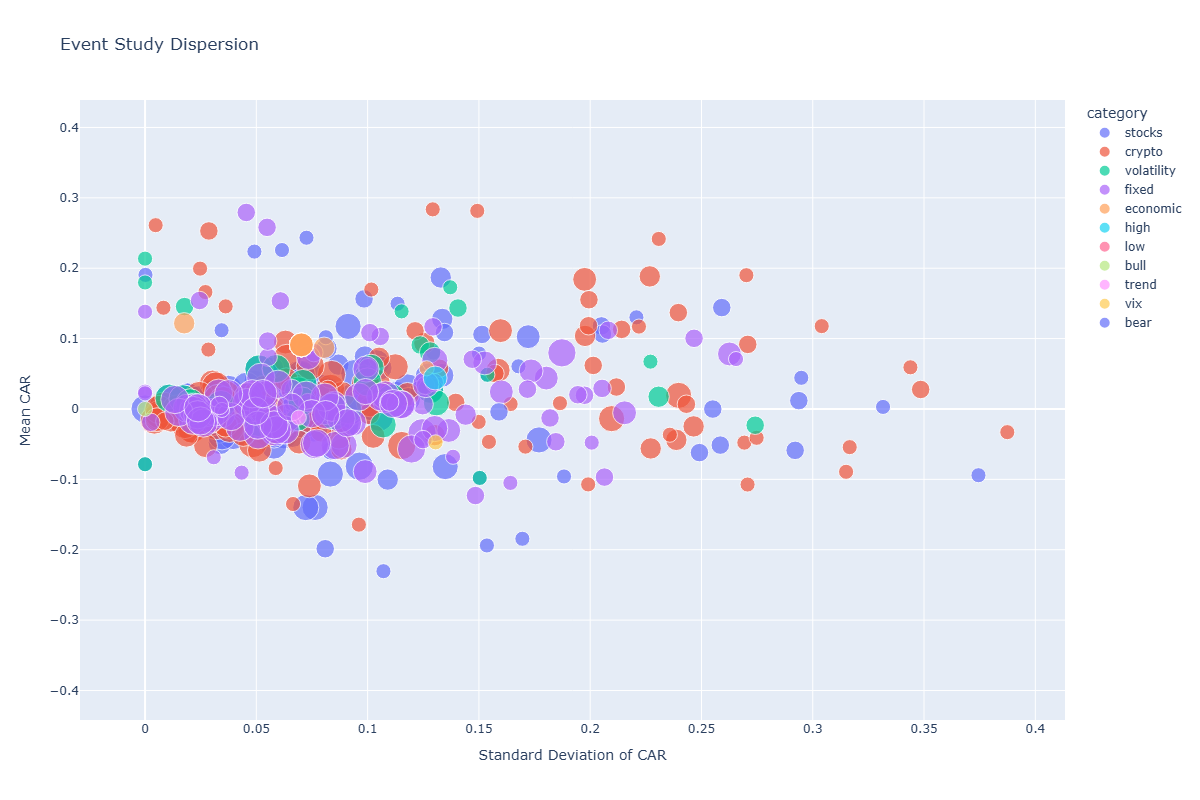 Event Study Dispersion
category
stocks
crypto
volatility
fixed
economic
high
low
bull
trend
vix
bear
Mean CAR
0.4
0.3
0.2
0.1
0
−0.1
−0.2
−0.3
−0.4
0
0.05
0.1
0.15
0.2
0.25
0.3
0.35
0.4
Standard Deviation of CAR